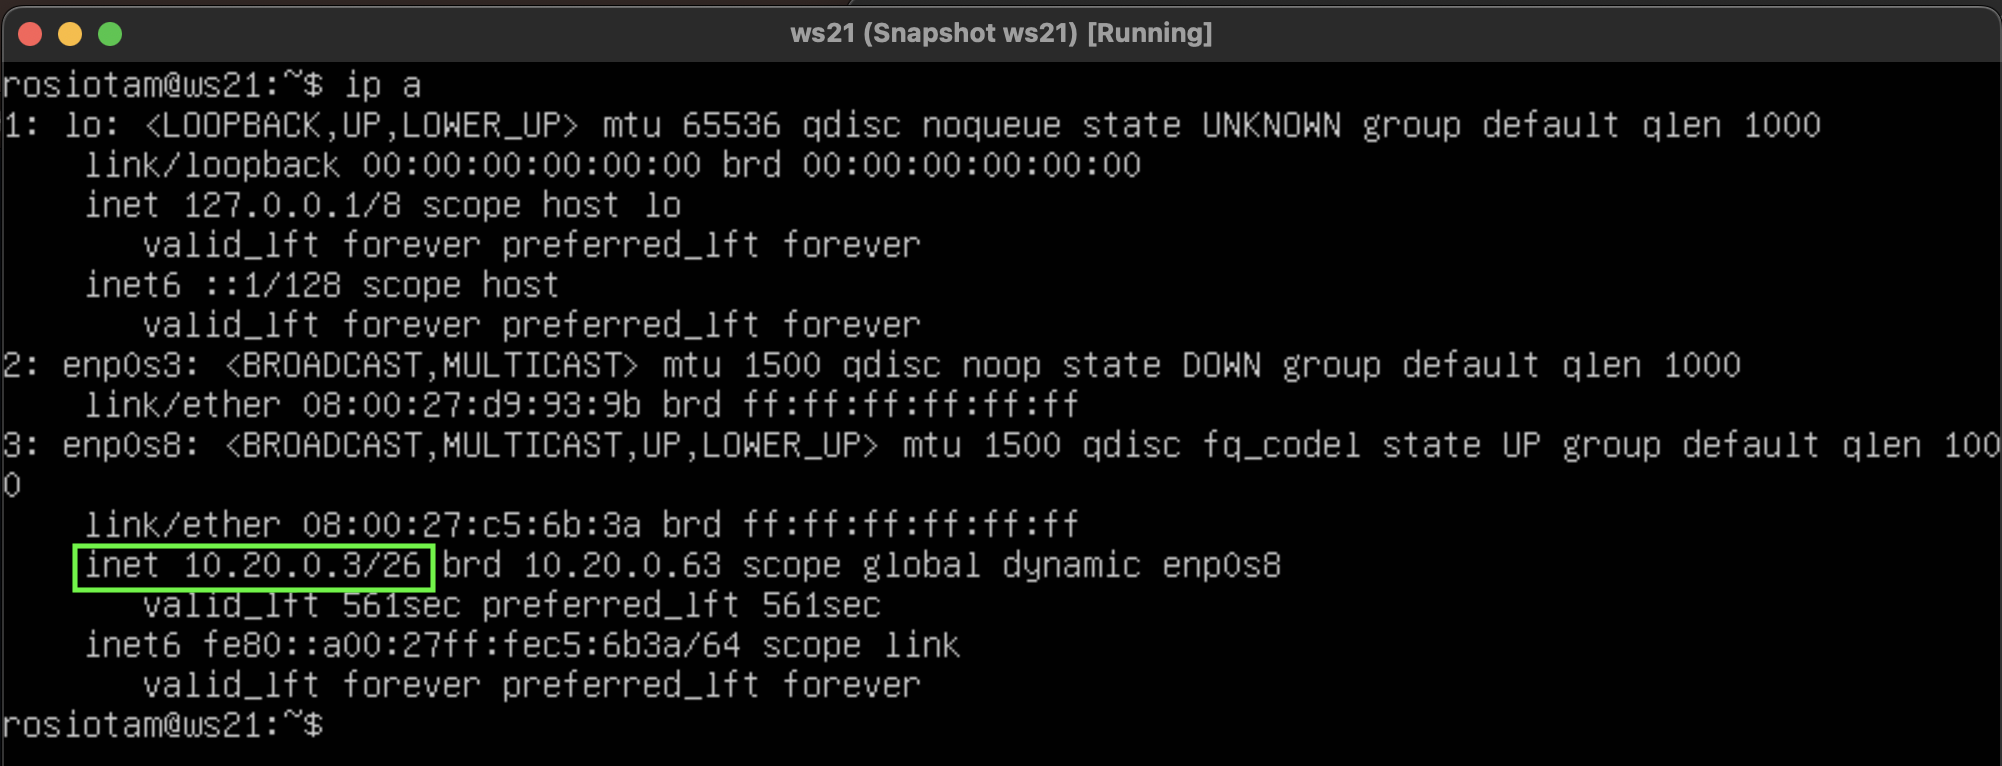 ws21 (Snapshot ws21) [Running]
rosiotam@ws21:~$ ip a
1: lo: <LOOPBACK,UP,LOWER_UP> mtu 65536 qdisc noqueue state UNKNOWN group default qlen 1000
link/loopback 00:00:00:00:00:00 brd 00:00:00:00:00:00
inet 127.0.0.1/8 scope host lo
valid_lft forever preferred_lft forever
inet6 ::1/128 scope host
valid_lft forever preferred_lft forever
2: enp0s3: <BROADCAST,MULTICAST> mtu 1500 qdisc noop state DOWN group default qlen 1000
link/ether 08:00:27:d9:93:9b brd ff:ff:ff:ff:ff:ff
3: enp0s8: <BROADCAST,MULTICAST,UP,LOWER_UP> mtu 1500 qdisc fq_codel state UP group default qlen 100
0
link/ether 08:00:27:c5:6b:3a brd ff:ff:ff:ff:ff:ff
inet 10.20.0.3/26 brd 10.20.0.63 scope global dynamic enp0s8
valid_lft 561sec preferred_lft 561sec
inet6 fe80::a00:27ff:fec5:6b3a/64 scope link
valid_lft forever preferred_lft forever
rosiotam@ws21:~$